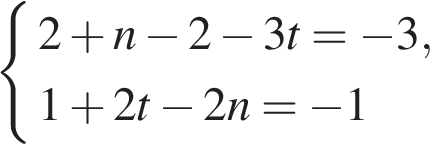 2 + n − 2 − 3t = −3,
1 + 2t − 2n = −1